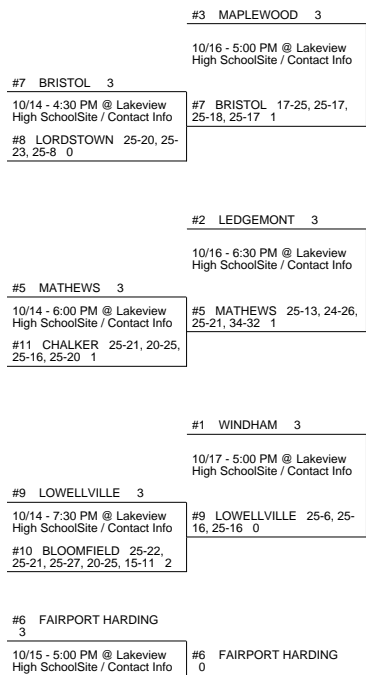 #3 MAPLEWOOD 3
10/16 - 5:00 PM @ Lakeview
High SchoolSite / Contact Info
#7 BRISTOL 3
10/14 - 4:30 PM @ Lakeview
High SchoolSite / Contact Info
#8 LORDSTOWN 25-20, 25-
23, 25-8 0
#7 BRISTOL 17-25, 25-17,
25-18, 25-17 1
#2 LEDGEMONT 3
10/16 - 6:30 PM @ Lakeview
High SchoolSite / Contact Info
#5 MATHEWS 3
10/14 - 6:00 PM @ Lakeview
High SchoolSite / Contact Info
#11 CHALKER 25-21, 20-25,
25-16, 25-20 1
#5 MATHEWS 25-13, 24-26,
25-21, 34-32 1
#1 WINDHAM 3
10/17 - 5:00 PM @ Lakeview
High SchoolSite / Contact Info
#9 LOWELLVILLE 3
10/14 - 7:30 PM @ Lakeview
High SchoolSite / Contact Info
#10 BLOOMFIELD 25-22,
25-21, 25-27, 20-25, 15-11 2
#9 LOWELLVILLE 25-6, 25-
16, 25-16 0
#6 FAIRPORT HARDING
3
10/15 - 5:00 PM @ Lakeview
High SchoolSite / Contact Info
#6 FAIRPORT HARDING
0